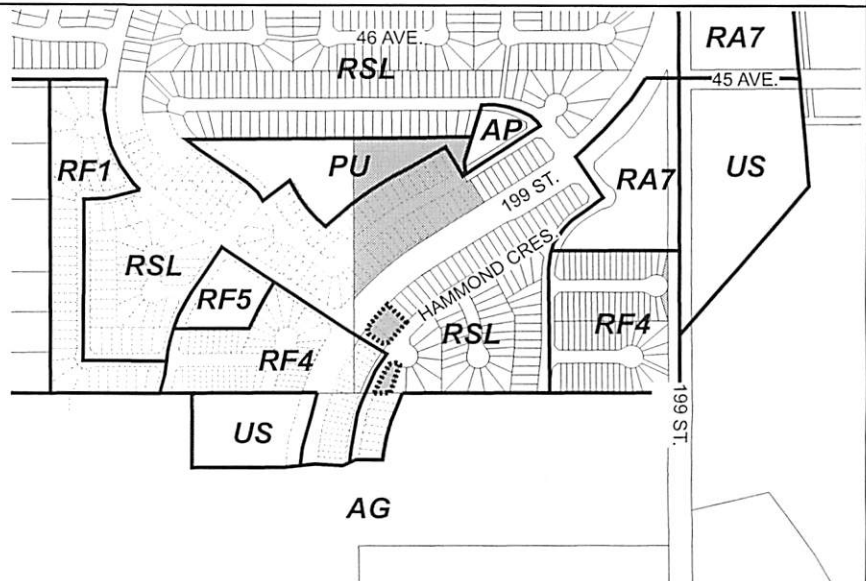 46 AVE.
RSL
RA7
45 AVE.
AP
RF1
PU
199 ST.
RA7
US
RSL
HAMMOND CRES.
RF5
RSL
RF4
RF4
US
199 ST.
AG